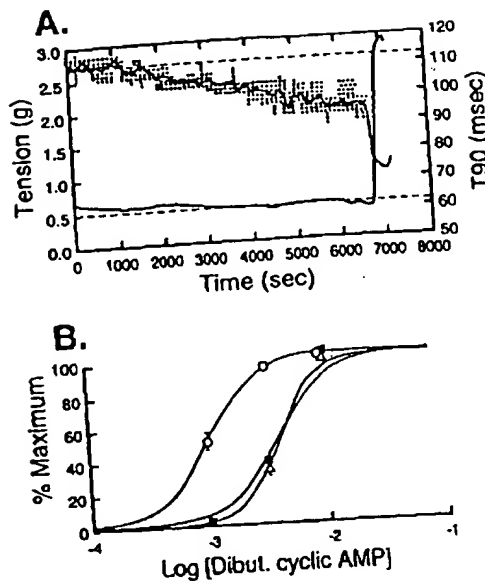 A.
3.0
2.5
2.0
1.5
1.0
0.5
0.0
Tension (g)
120
110
100
90
80
70
60
50
T90 (msec)
0 1000 2000 3000 4000 5000 6000 7000 8000
Time (sec)
B.
100
80
60
40
20
0
% Maximum
-4 -3 -2 -1
Log [Dibut. cyclic AMP]